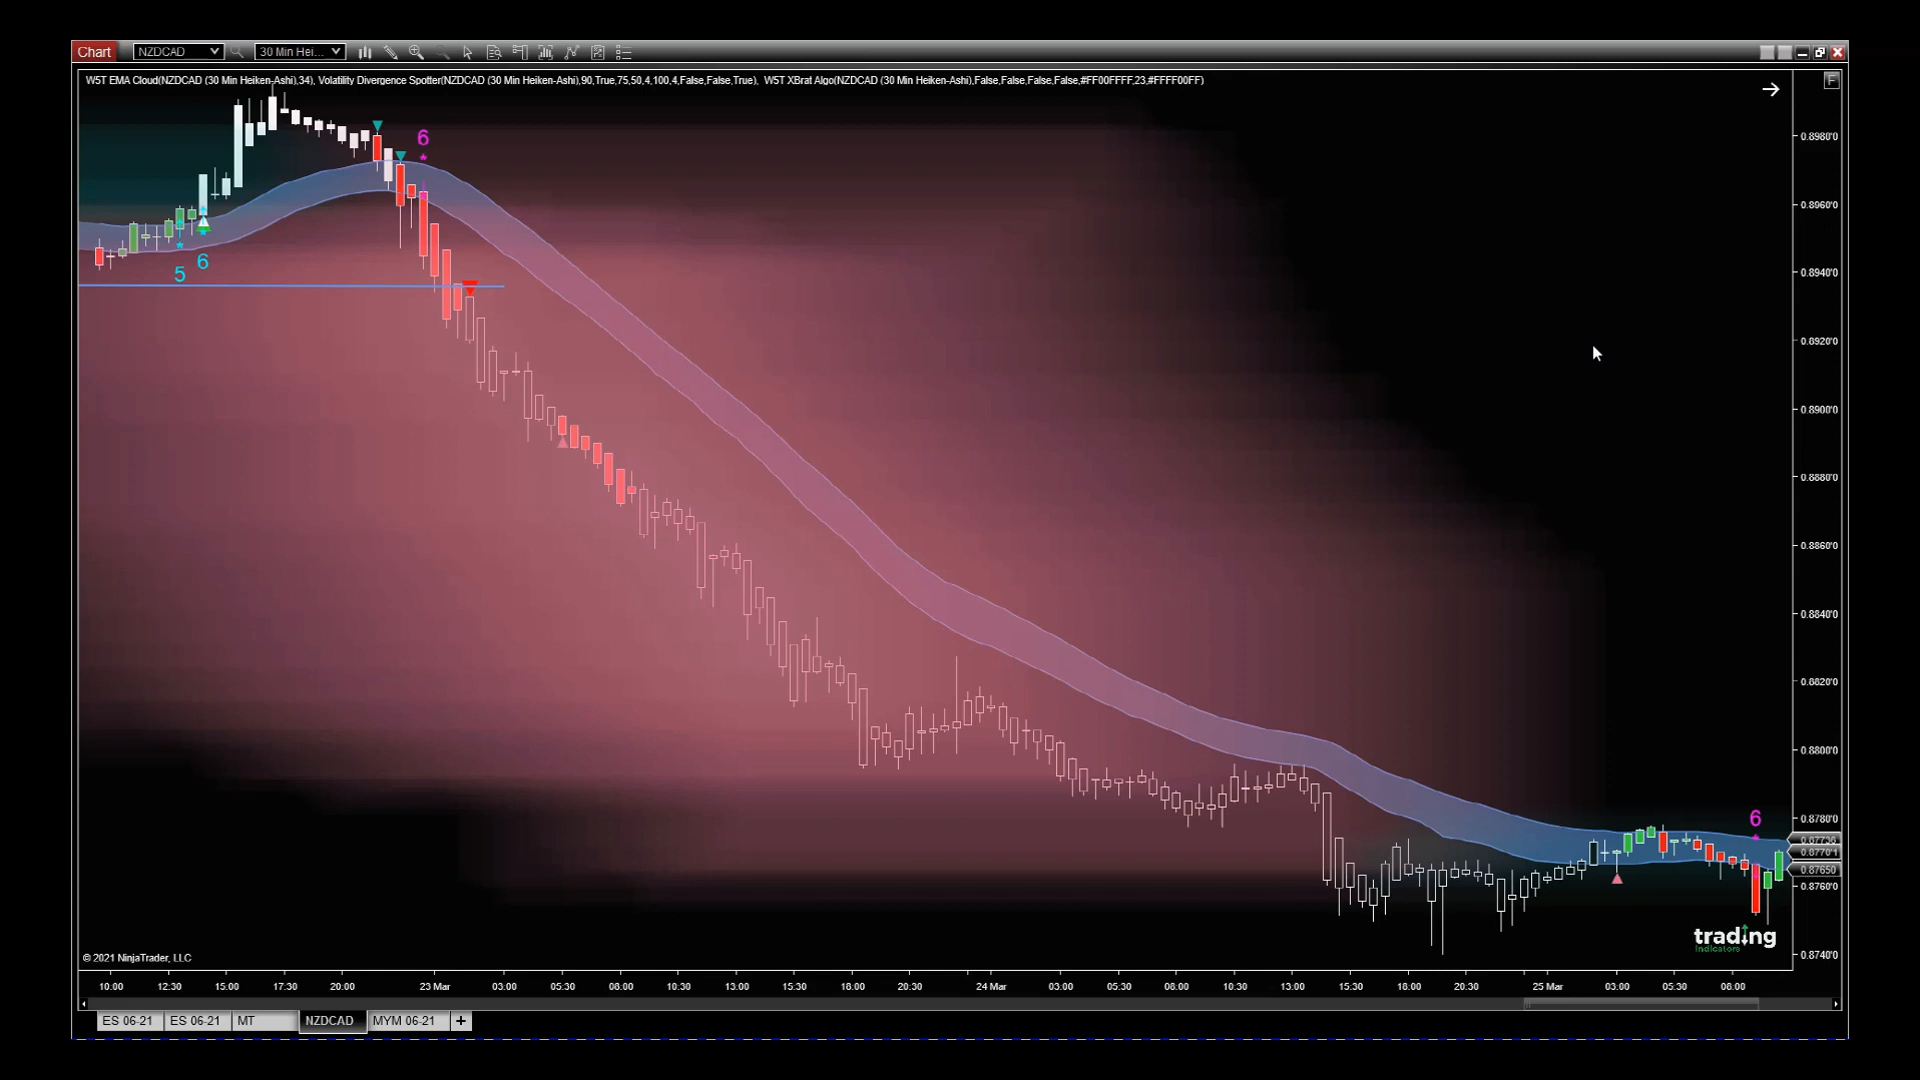 Chart NZDCAD 30 Min Hei...
W5T EMA Cloud(NZDCAD (30 Min Heiken-Ashi),34), Volatility Divergence Spotter(NZDCAD (30 Min Heiken-Ashi),90,True,75,50,4,100,4,False,False,True), W5T XBrat Algo(NZDCAD (30 Min Heiken-Ashi),False,False,False,False,#FF00FFFF,23,#FFFF00FF)
F
0.8980'0
6
0.8960'0
5 6
0.8940'0
0.8920'0
0.8900'0
0.8880'0
0.8860'0
0.8840'0
0.8820'0
0.8800'0
0.8780'0
6
0.87736
0.8770'1
0.87650
0.8760'0
trading
indicators
0.8740'0
© 2021 NinjaTrader, LLC
10:00 12:30 15:00 17:30 20:00 23 Mar 03:00 05:30 08:00 10:30 13:00 15:30 18:00 20:30 24 Mar 03:00 05:30 08:00 10:30 13:00 15:30 18:00 20:30 25 Mar 03:00 05:30 08:00
ES 06-21 ES 06-21 MT NZDCAD MYM 06-21 +